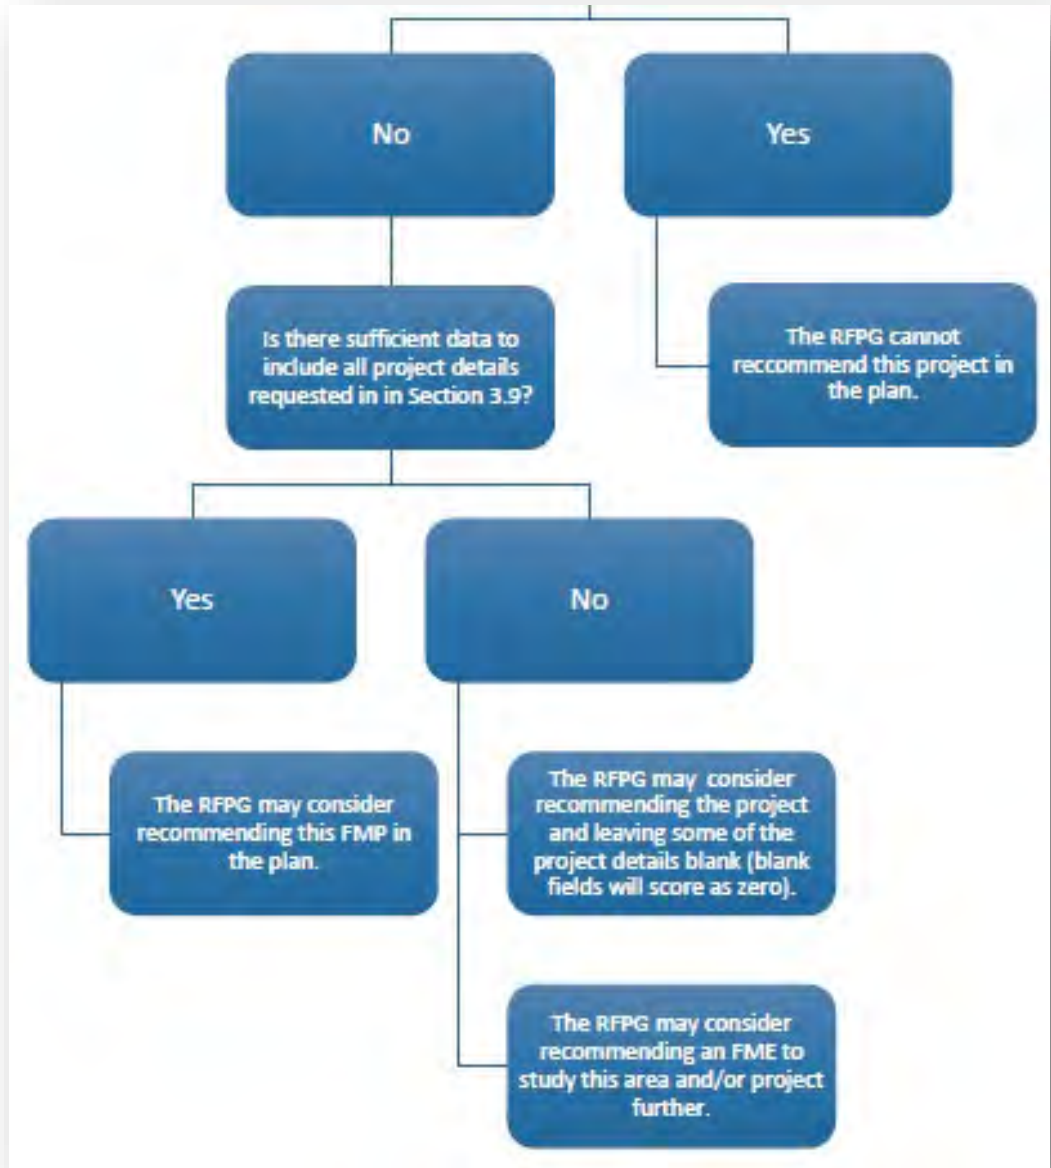 No
Yes
Is there sufficient data to
include all project details
requested in in Section 3.9?
The RFPG cannot
reccommend this project in
the plan.
Yes
No
The RFPG may consider
recommending this FMP in
the plan.
The RFPG may consider
recommending the project
and leaving some of the
project details blank (blank
fields will score as zero).
The RFPG may consider
recommending an FME to
study this area and/or project
further.